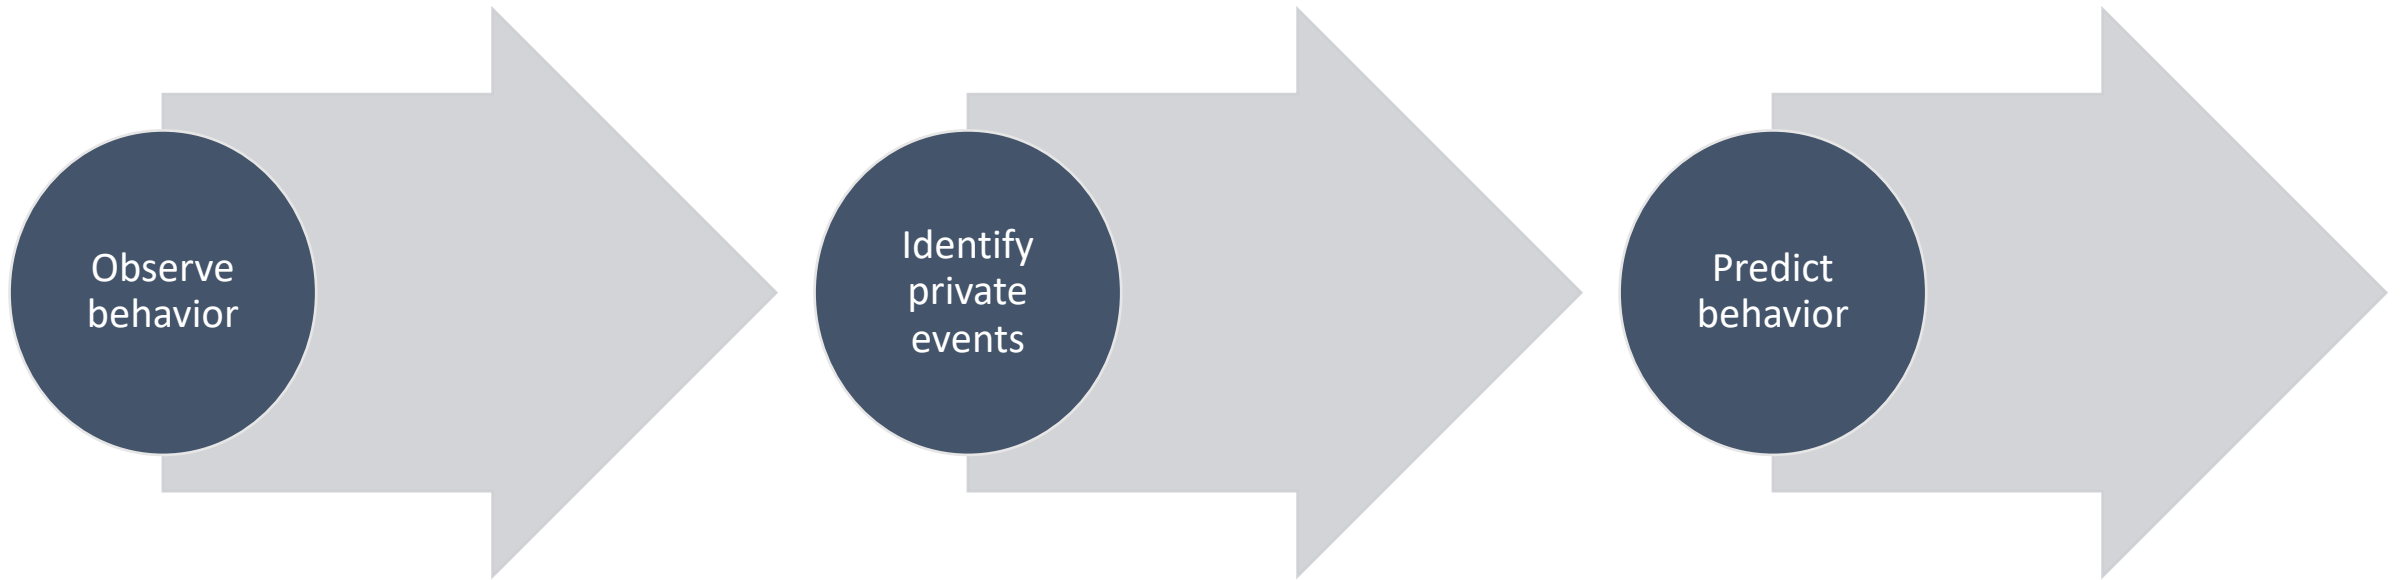 Observe
behavior
Identify
private
events
Predict
behavior